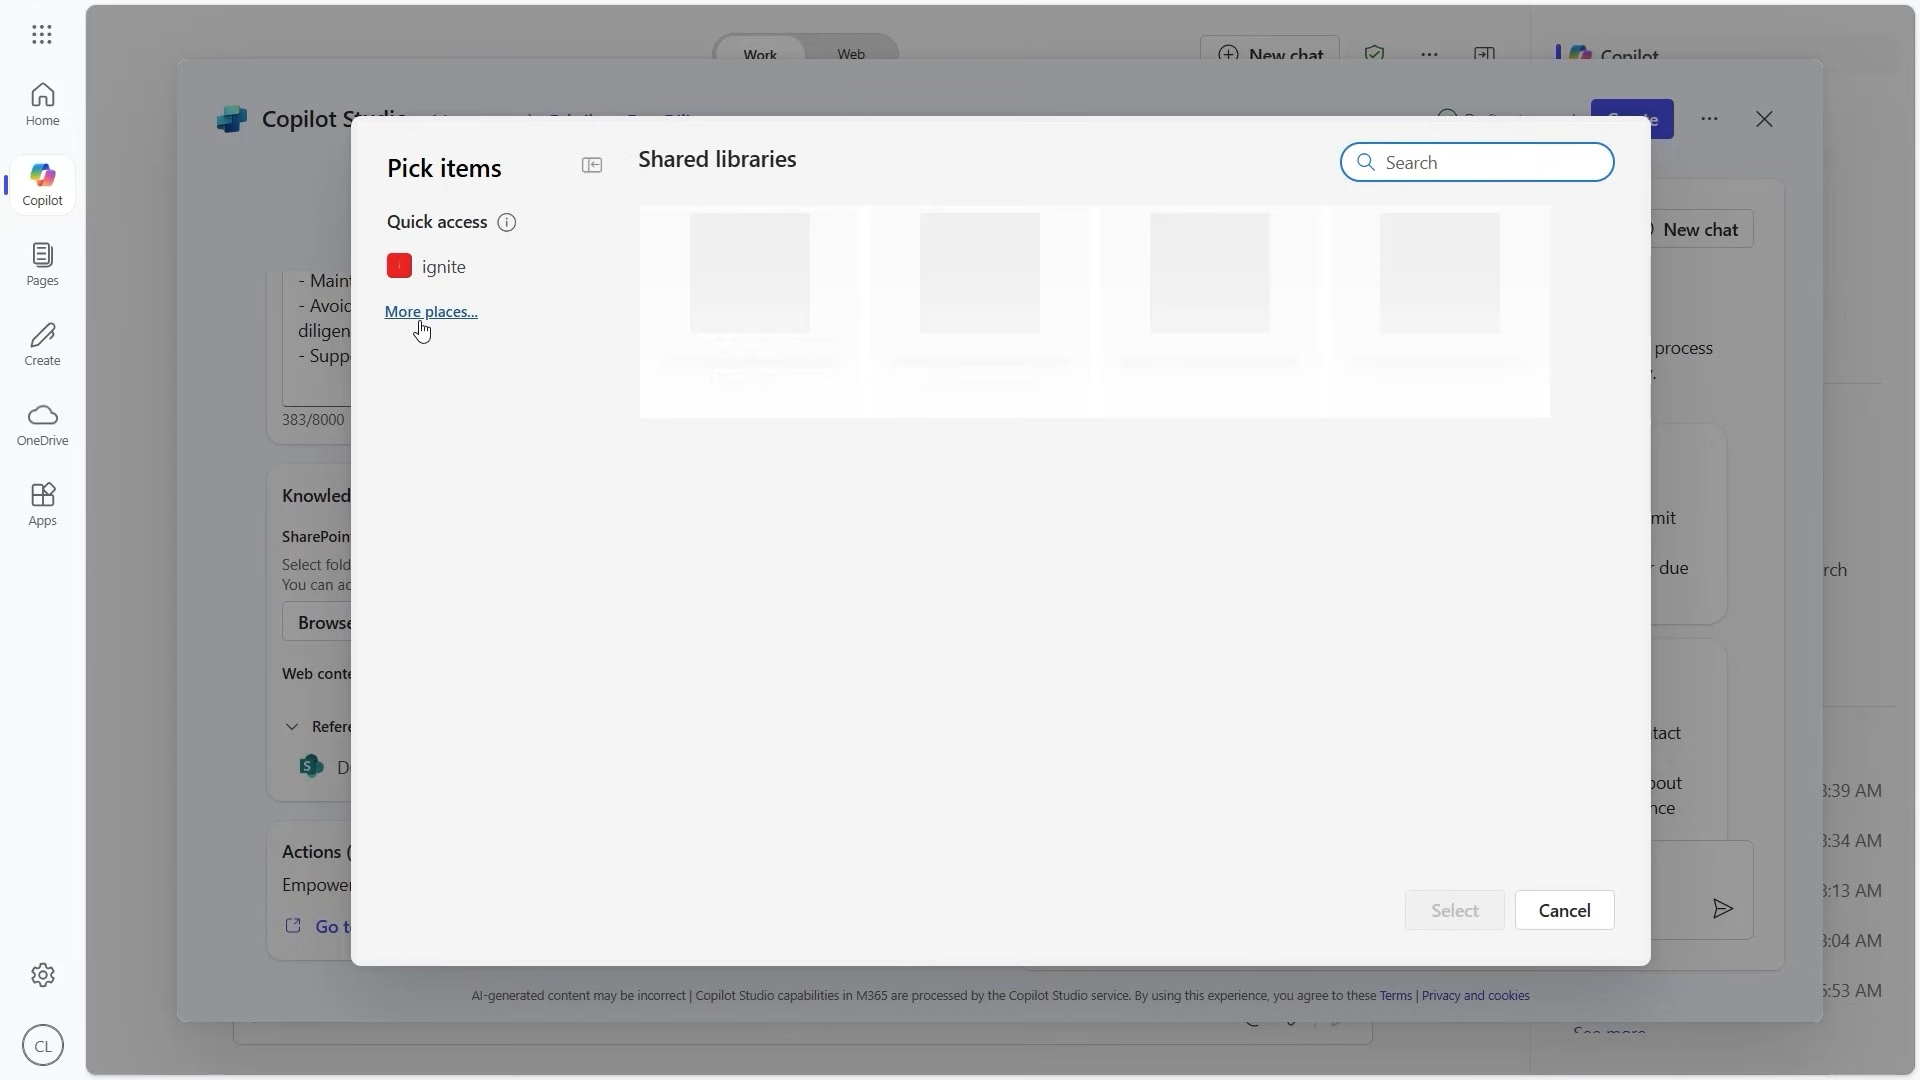 Work
Web
New chat
Copilot
Home
Copilot
Pages
Create
OneDrive
Apps
CL
Copilot Studio
Pick items
Quick access
ignite
More places...
Shared libraries
Search
Select
Cancel
- Maint
- Avoid
diligen
- Supp
383/8000
Knowled
SharePoin
Select fold
You can ad
Browse
Web conte
Refere
D
Actions (
Empower
Go t
New chat
process
mit
due
tact
bout
nce
rch
3:39 AM
3:34 AM
3:13 AM
3:04 AM
5:53 AM
See more
AI-generated content may be incorrect | Copilot Studio capabilities in M365 are processed by the Copilot Studio service. By using this experience, you agree to these Terms | Privacy and cookies